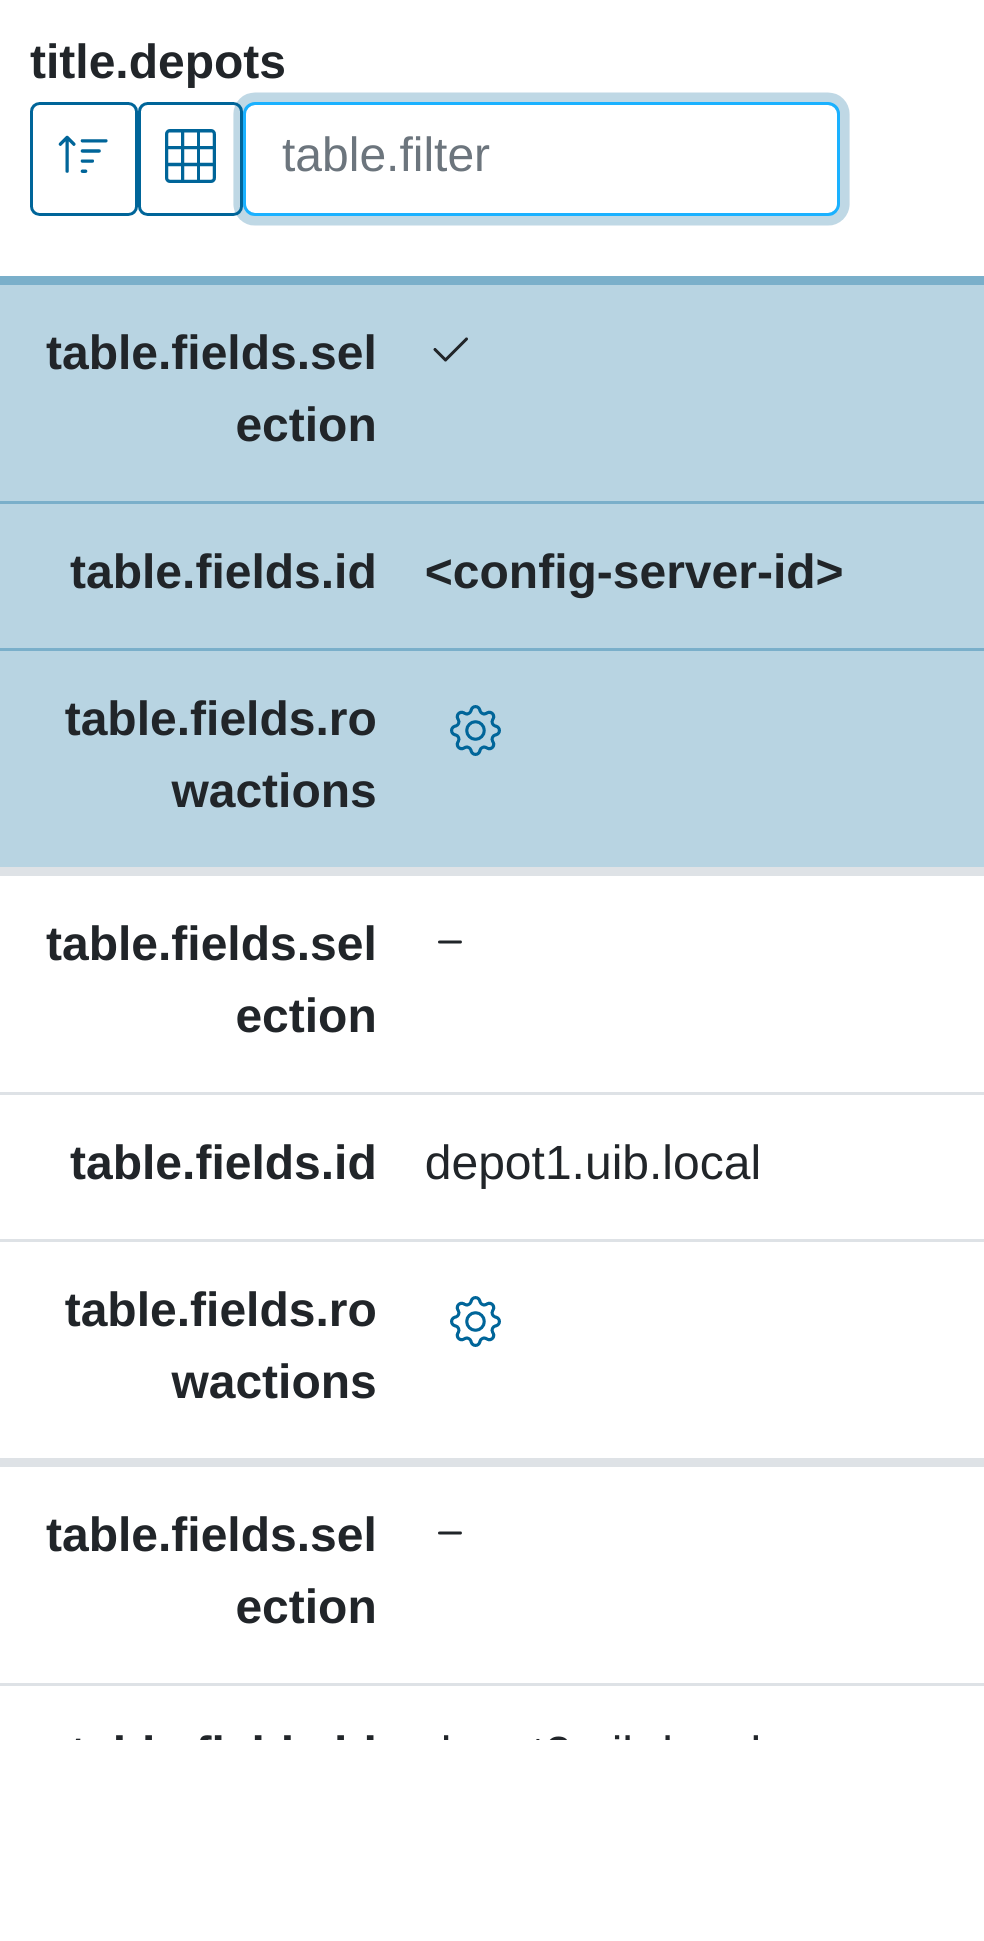 title.depots
table.filter
table.fields.sel
ection
table.fields.id <config-server-id>
table.fields.ro
wactions
table.fields.sel
ection –
table.fields.id depot1.uib.local
table.fields.ro
wactions
table.fields.sel
ection –